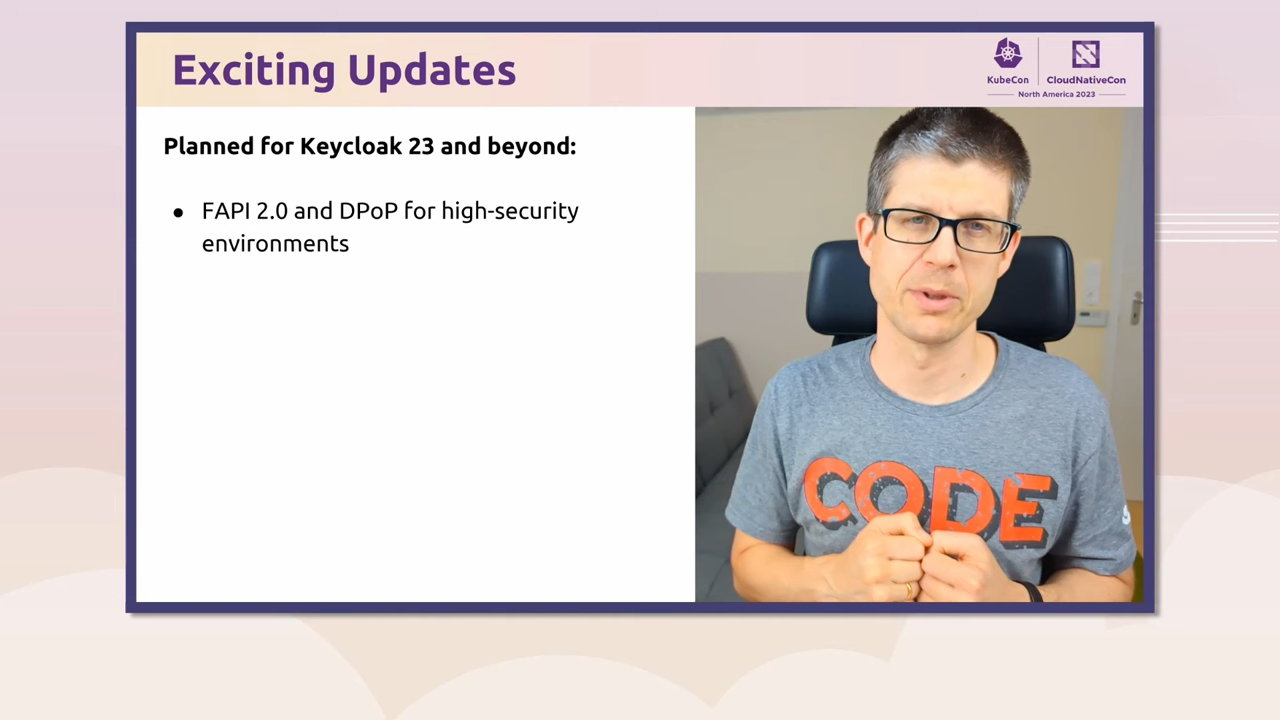 Exciting Updates
KubeCon
CloudNativeCon
North America 2023
Planned for Keycloak 23 and beyond:
● FAPI 2.0 and DPoP for high-security
environments
CODE